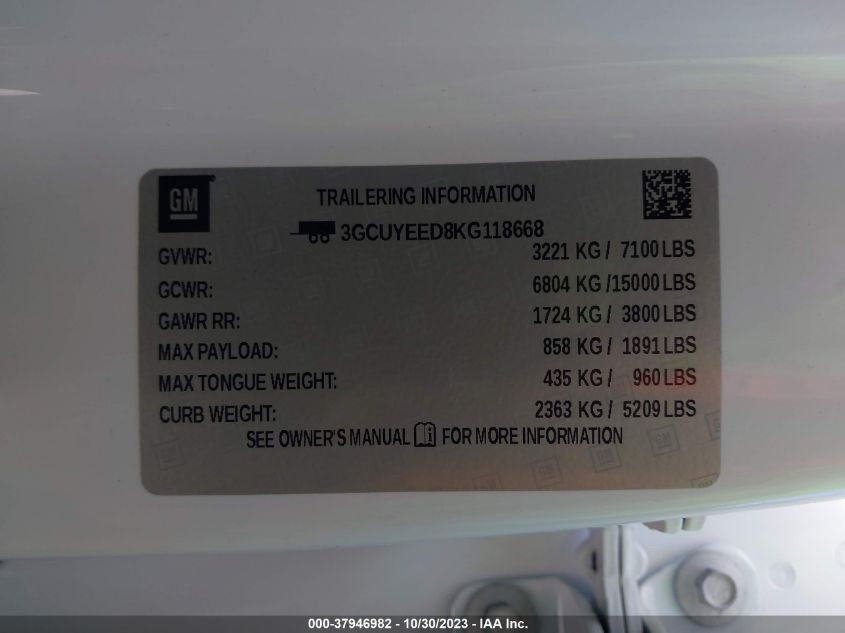 GM
TRAILERING INFORMATION
3GCUYEED8KG118668
GVWR: 3221 KG / 7100 LBS
GCWR: 6804 KG /15000 LBS
GAWR RR: 1724 KG / 3800 LBS
MAX PAYLOAD: 858 KG / 1891 LBS
MAX TONGUE WEIGHT: 435 KG / 960 LBS
CURB WEIGHT: 2363 KG / 5209 LBS
SEE OWNER'S MANUAL i FOR MORE INFORMATION
000-37946982 - 10/30/2023 - IAA Inc.